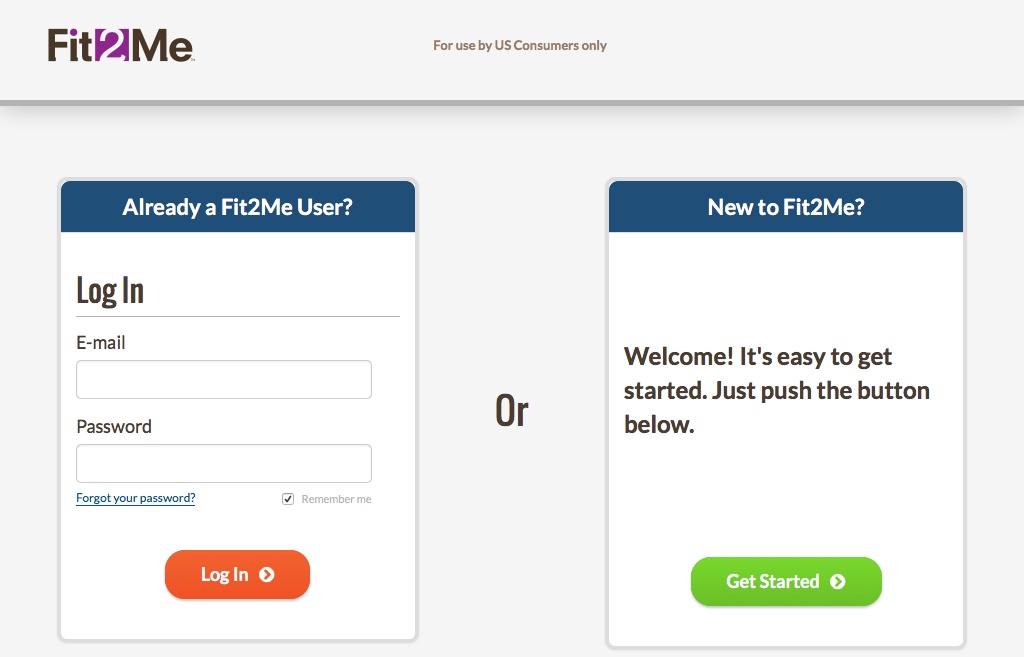 Fit2Me™
For use by US Consumers only
Already a Fit2Me User?
Log In
E-mail
Password
Forgot your password?
Remember me
Log In
Or
New to Fit2Me?
Welcome! It's easy to get
started. Just push the button
below.
Get Started